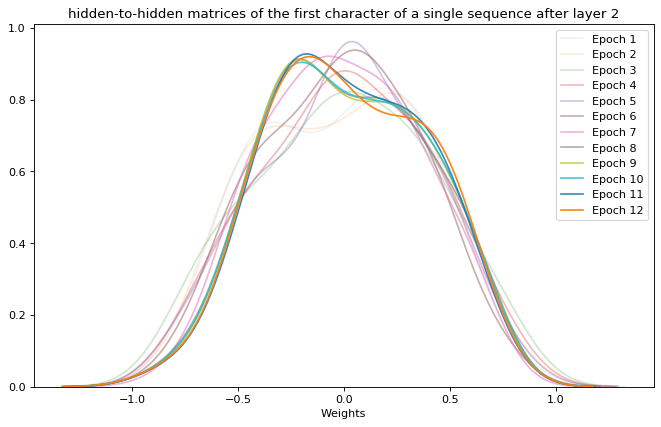 hidden-to-hidden matrices of the first character of a single sequence after layer 2
1.0
0.8
0.6
0.4
0.2
0.0
Epoch 1
Epoch 2
Epoch 3
Epoch 4
Epoch 5
Epoch 6
Epoch 7
Epoch 8
Epoch 9
Epoch 10
Epoch 11
Epoch 12
−1.0
−0.5
0.0
0.5
1.0
Weights